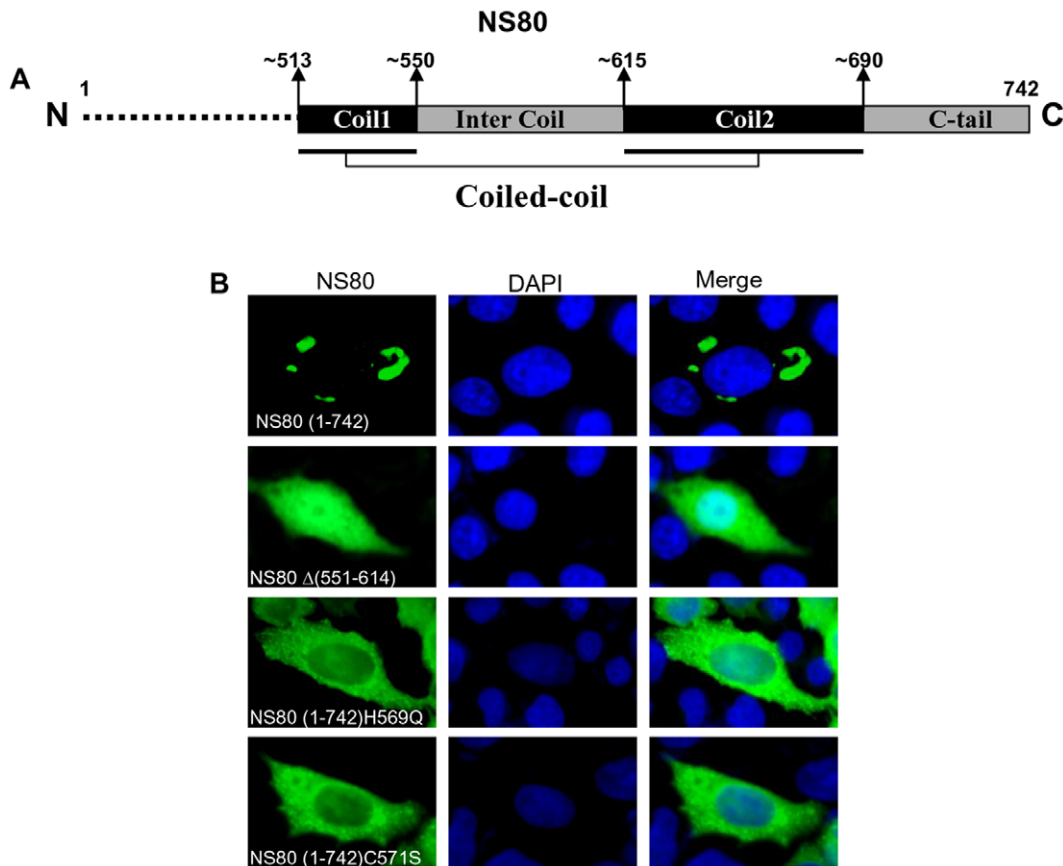 NS80
~513 ~550 ~615 ~690
A 1 742
N Coil1 Inter Coil Coil2 C-tail C
Coiled-coil
B NS80 DAPI Merge
NS80 (1-742)
NS80 Δ(551-614)
NS80 (1-742)H569Q
NS80 (1-742)C571S